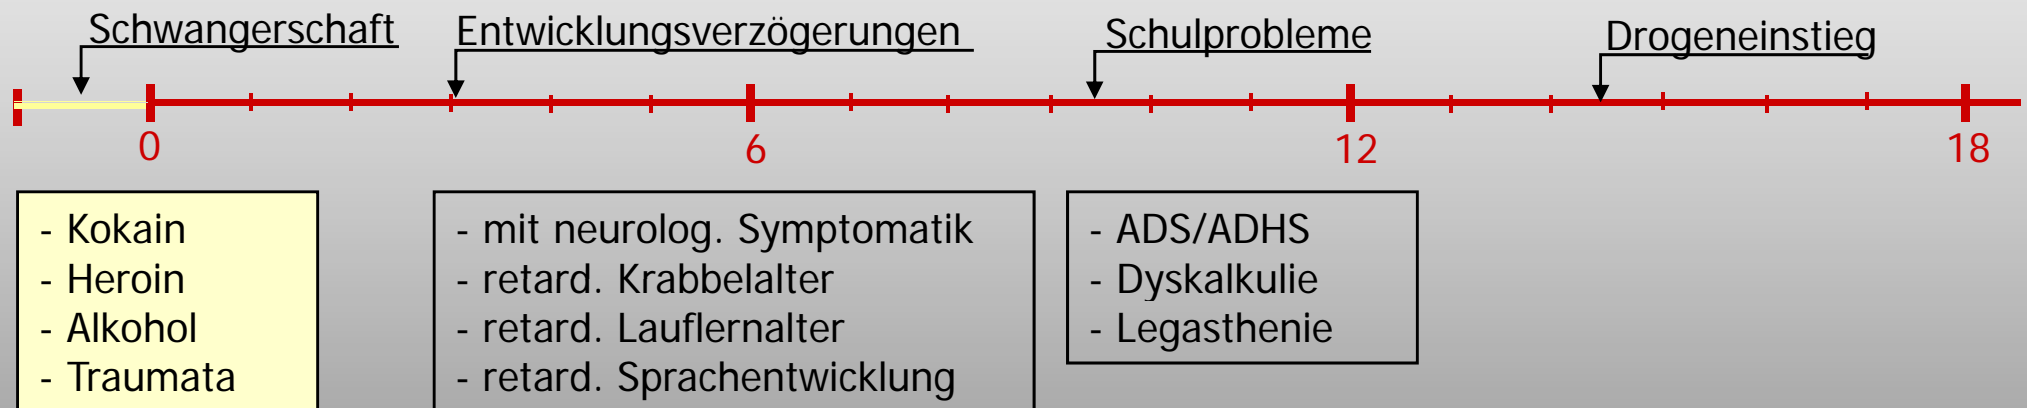 Schwangerschaft
Entwicklungsverzögerungen
Schulprobleme
Drogeneinstieg
0
6
12
18
- Kokain
- Heroin
- Alkohol
- Traumata
- mit neurolog. Symptomatik
- retard. Krabbelalter
- retard. Lauflernalter
- retard. Sprachentwicklung
- ADS/ADHS
- Dyskalkulie
- Legasthenie